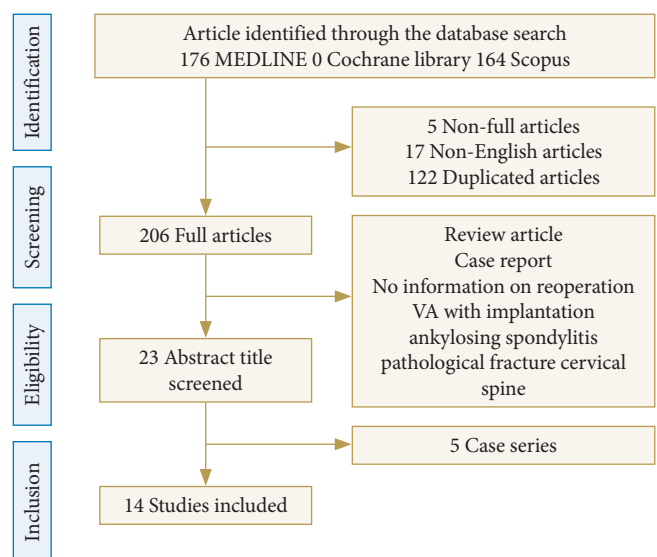 Identification
Article identified through the database search
176 MEDLINE 0 Cochrane library 164 Scopus
5 Non-full articles
17 Non-English articles
122 Duplicated articles
Screening
206 Full articles
Review article
Case report
No information on reoperation
VA with implantation
ankylosing spondylitis
pathological fracture cervical
spine
Eligibility
23 Abstract title
screened
5 Case series
Inclusion
14 Studies included